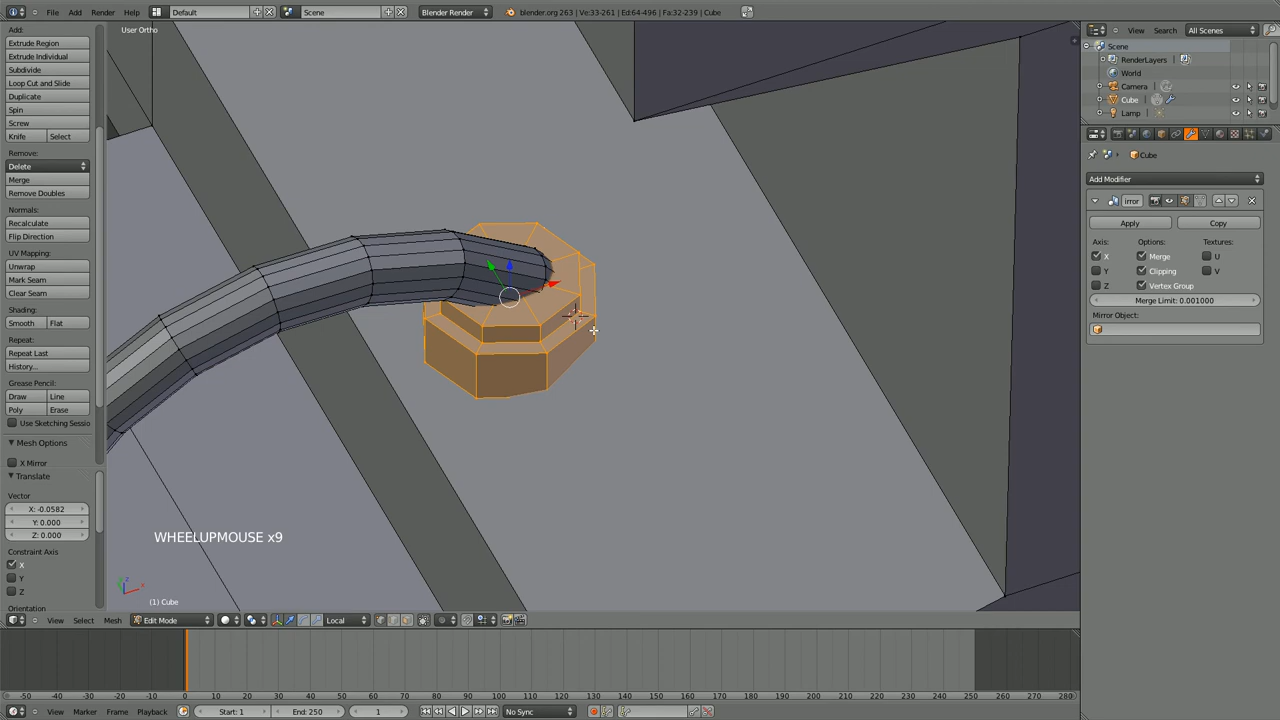 File Add Render Help Default Scene Blender Render blender.org 263 | Ve:33-261 | Ed:64-496 | Fa:32-239 | Cube
View Search All Scenes
User Ortho
Add:
Extrude Region
Extrude Individual
Subdivide
Loop Cut and Slide
Duplicate
Spin
Screw
Knife Select
Remove:
Delete
Merge
Remove Doubles
Normals:
Recalculate
Flip Direction
UV Mapping:
Unwrap
Mark Seam
Clear Seam
Shading:
Smooth Flat
Repeat:
Repeat Last
History...
Grease Pencil:
Draw Line
Poly Erase
Use Sketching Sessio
Mesh Options
X Mirror
Translate
Vector
X: -0.0582
Y: 0.000
Z: 0.000
Constraint Axis
X
Y
Z
Orientation
WHEELUPMOUSE x9
(1) Cube
Scene
RenderLayers
World
Camera
Cube
Lamp
Cube
Add Modifier
irror
Apply Copy
Axis: Options: Textures:
X Merge U
Y Clipping V
Z Vertex Group
Merge Limit: 0.001000
Mirror Object:
View Select Mesh Edit Mode Local
-50 -40 -30 -20 -10 0 10 20 30 40 50 60 70 80 90 100 110 120 130 140 150 160 170 180 190 200 210 220 230 240 250 260 270 280
View Marker Frame Playback Start: 1 End: 250 1 No Sync